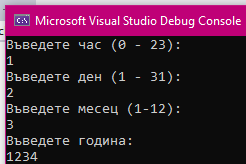 Microsoft Visual Studio Debug Console
Въведете час (0 - 23):
1
Въведете ден (1 - 31):
2
Въведете месец (1-12):
3
Въведете година:
1234